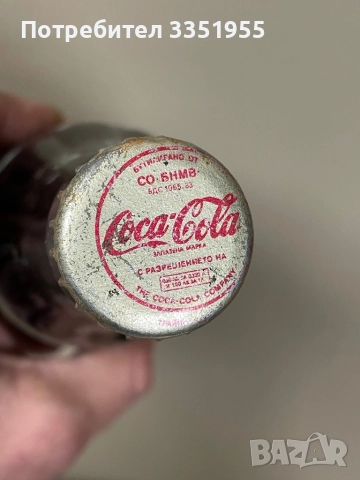 Потребител 3351955
БУТИЛИРАНО ОТ
СО·БНМВ·
БДС 1065.83
Coca-Cola
ЗАПАЗЕНА МАРКА
С РАЗРЕШЕНИЕТО НА
THE COCA-COLA COMPANY
BAZAR